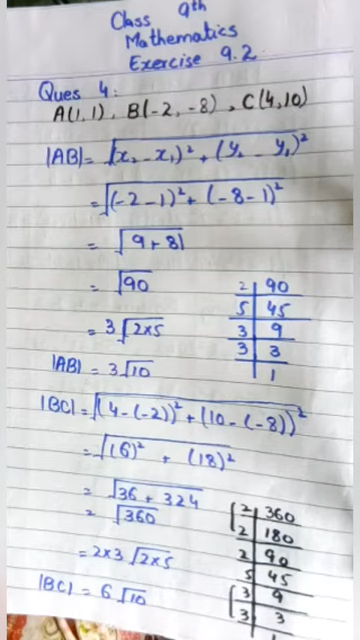 Class 9th
Mathematics
Exercise 9.2
Ques 4:
A(1,1), B(-2,-8), C(4,10)
|AB| = √(x₂ - x₁)² + (y₂ - y₁)²
= √(-2-1)² + (-8-1)²
= √9+81
= √90
= 3√2×5
|AB| = 3√10
2 | 90
5 | 45
3 | 9
3 | 3
1
|BC| = √(4-(-2))² + (10-(-8))²
= √(6)² + (18)²
= √36 + 324
= √360
= 2×3√2×5
|BC| = 6√10
2 | 360
2 | 180
2 | 90
5 | 45
3 | 9
3 | 3